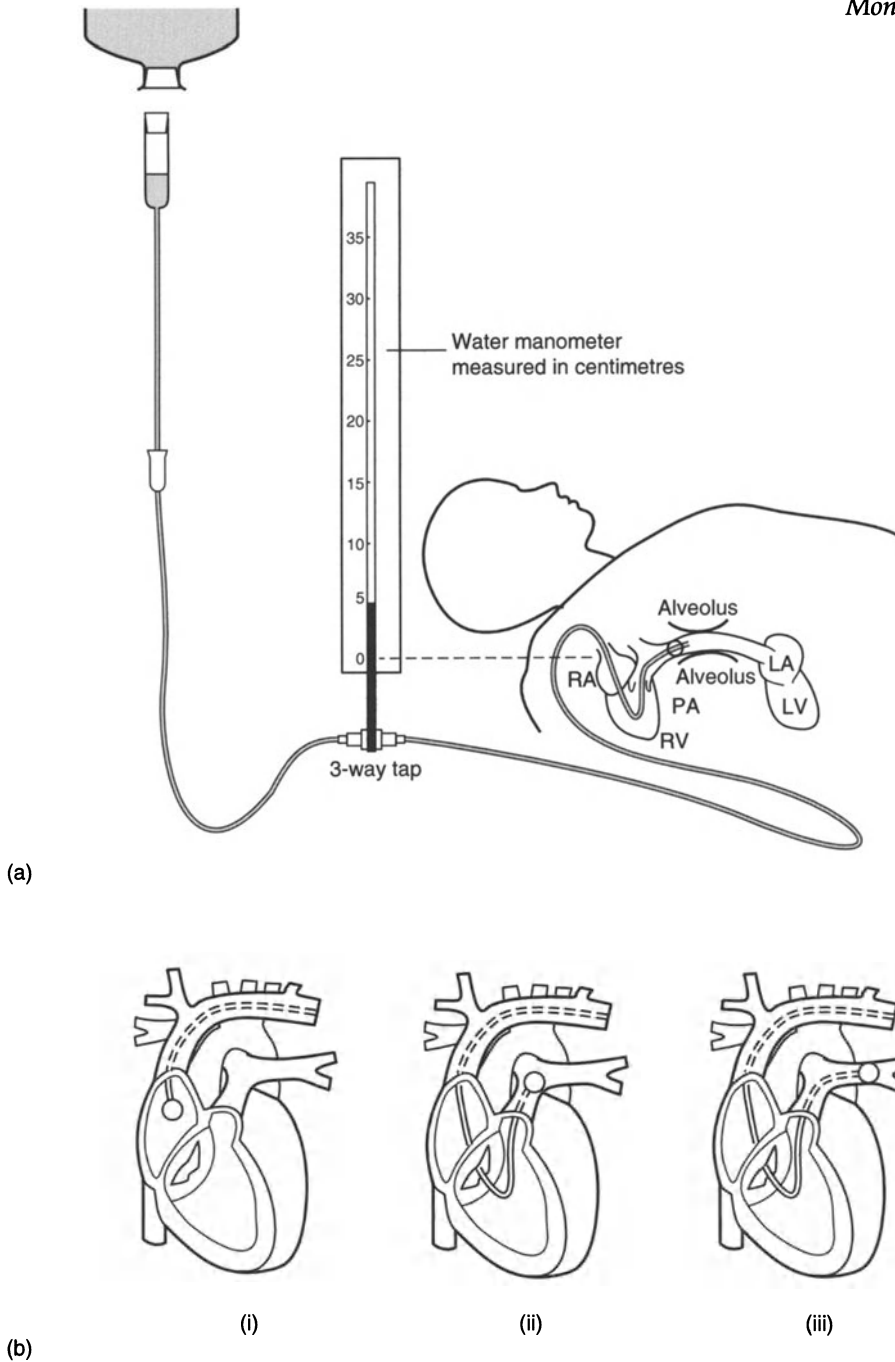 Mon
35
30
25
20
15
10
5
0
Water manometer
measured in centimetres
Alveolus
Alveolus
RA
LA
PA
LV
RV
3-way tap
(a)
(i)
(ii)
(iii)
(b)